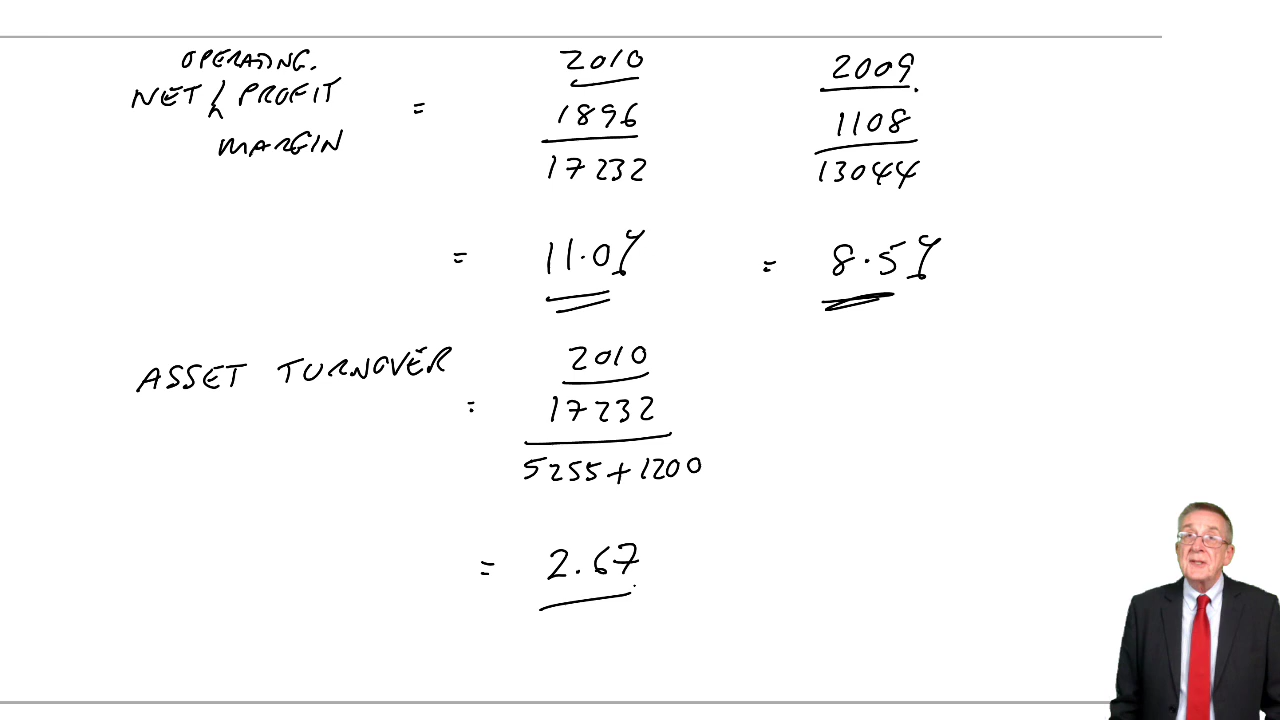 OPERATING.
NET PROFIT
MARGIN
=
2010
1896
17232
2009
1108
13044
= 11.0% = 8.5%
ASSET TURNOVER
=
2010
17232
5255+1200
= 2.67